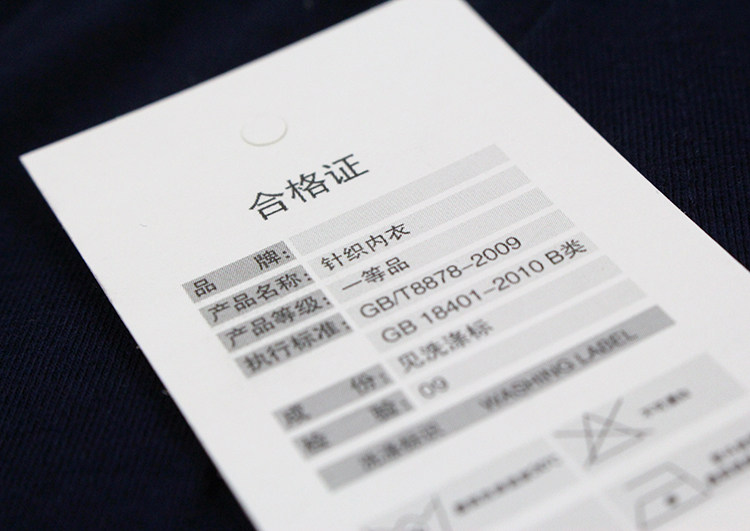 合格证
品 牌：
产品名称：针织内衣
产品等级：一等品
执行标准：GB/T8878-2009
GB 18401-2010 B类
成 份：见洗涤标
检 验：09
洗涤标识 WASHING LABEL